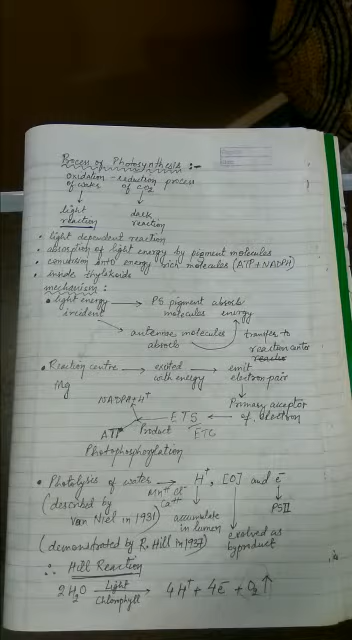 Process of Photosynthesis :-
oxidation - reduction process
of water of CO2
light dark
reaction reaction
• light dependent reaction
• absorption of light energy by pigment molecules
• conversion into energy rich molecules (ATP+NADPH)
• inside thylakoids
mechanism :
• light energy → PS pigment absorb
incident molecules energy
→ antennae molecules transfer to
absorb reaction center
• Reaction centre → excited → emit
Mg with energy electron pair
NADPH+H+ Primary acceptor
ETS ← of electron
ATP Product ETC
Photophosphorylation
• Photolysis of water → H+, [O] and e-
(described by Mn++ Cl- Ca++
Van Niel in 1931) accumulate PSII
in lumen
(demonstrated by R. Hill in 1937) evolved as
byproduct
∴ Hill Reaction
2H2O Light → 4H+ + 4e- + O2 ↑
Chlorophyll